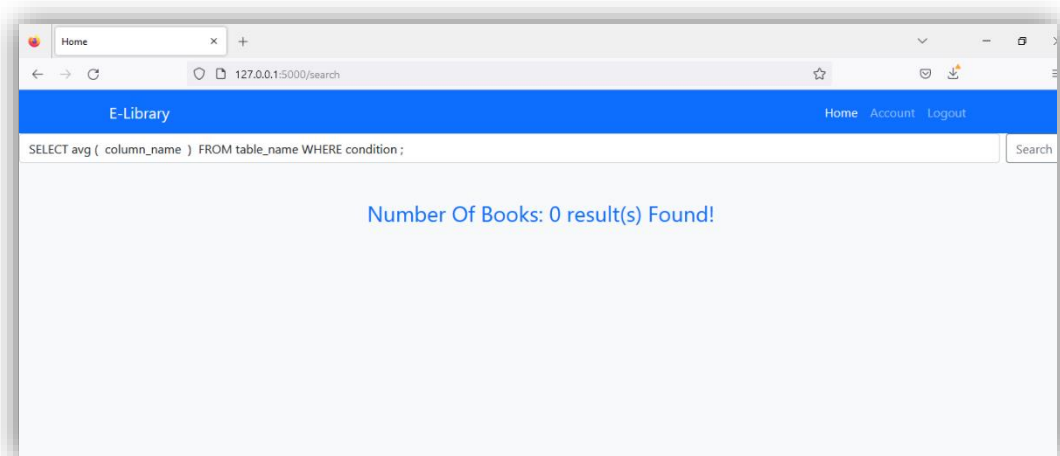 Home
127.0.0.1:5000/search
E-Library Home Account Logout
SELECT avg ( column_name ) FROM table_name WHERE condition ; Search
Number Of Books: 0 result(s) Found!